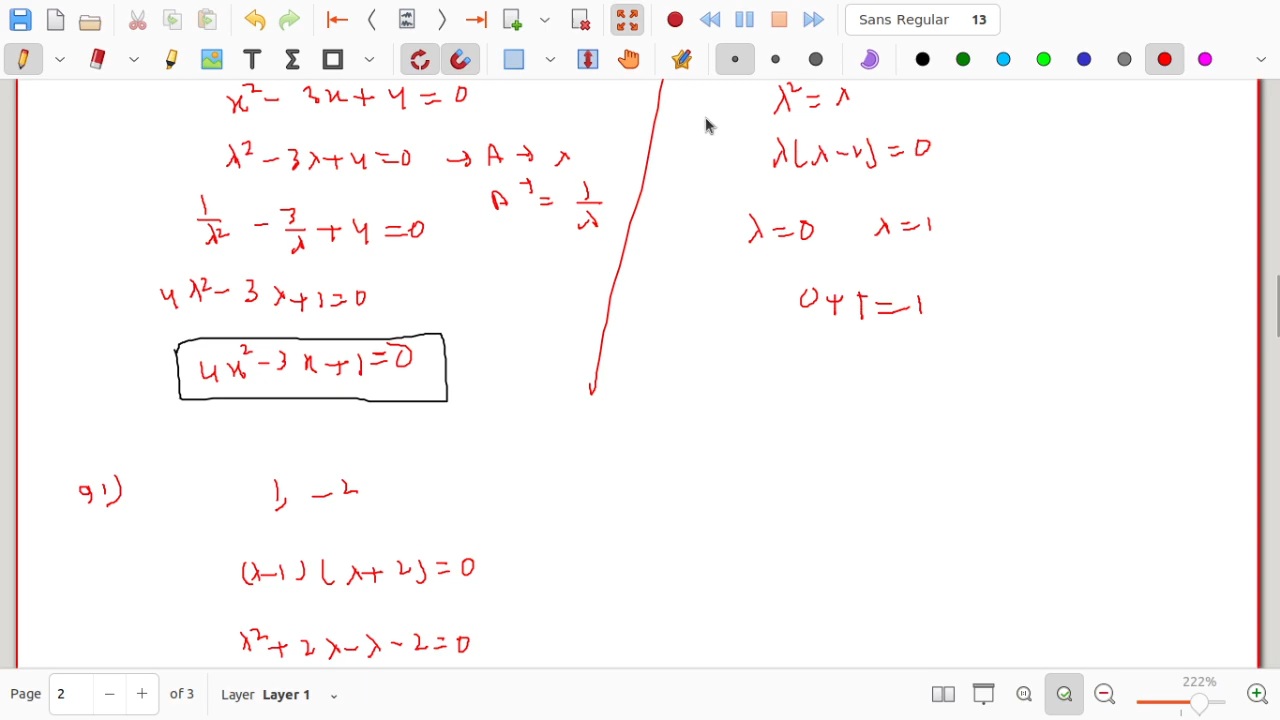 Sans Regular 13
x² - 3x + 4 = 0
λ² - 3λ + 4 = 0 → A → λ
A⁻¹ = 1/λ
1/λ² - 3/λ + 4 = 0
4λ² - 3λ + 1 = 0
4x² - 3x + 1 = 0
λ² = λ
λ(λ-1) = 0
λ = 0 λ = 1
0 + 1 = 1
91) 1, -2
(λ-1)(λ+2) = 0
λ² + 2λ - λ - 2 = 0
Page 2 of 3 Layer Layer 1 222%